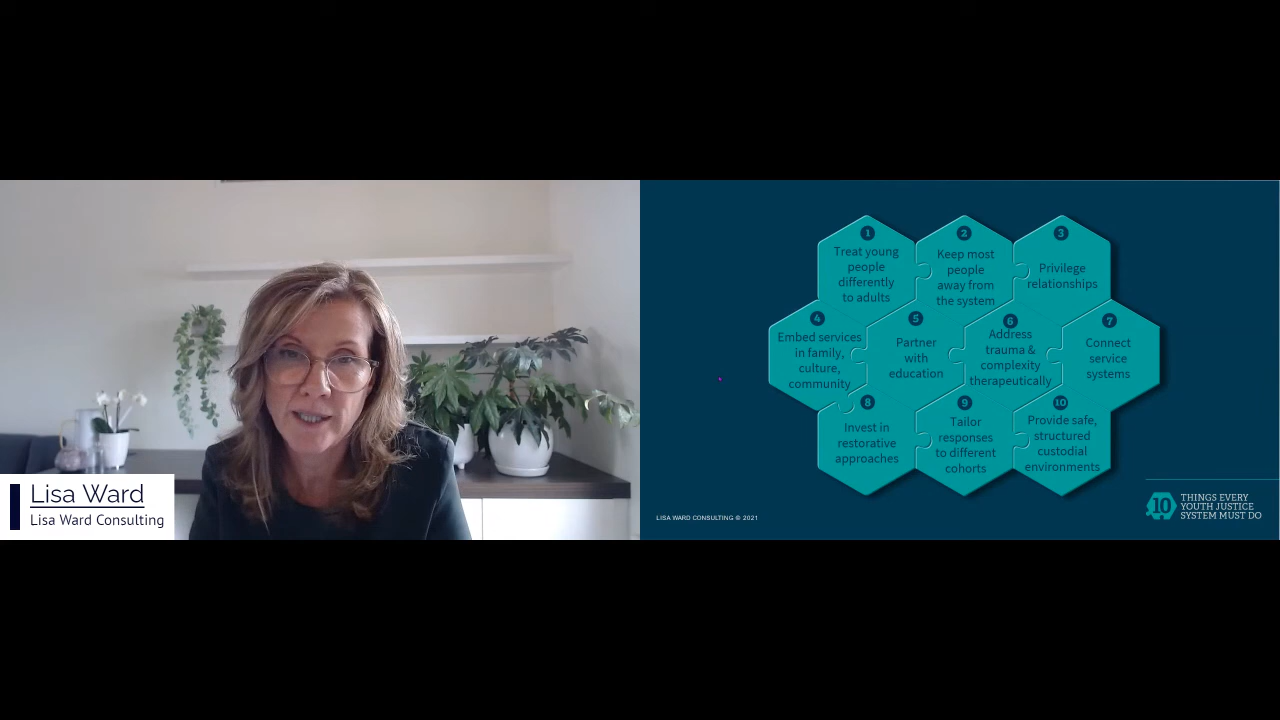 Lisa Ward
Lisa Ward Consulting
1
Treat young
people
differently
to adults
2
Keep most
people
away from
the system
3
Privilege
relationships
4
Embed services
in family,
culture,
community
5
Partner
with
education
6
Address
trauma &
complexity
therapeutically
7
Connect
service
systems
8
Invest in
restorative
approaches
9
Tailor
responses
to different
cohorts
10
Provide safe,
structured
custodial
environments
LISA WARD CONSULTING © 2021
10
THINGS EVERY
YOUTH JUSTICE
SYSTEM MUST DO